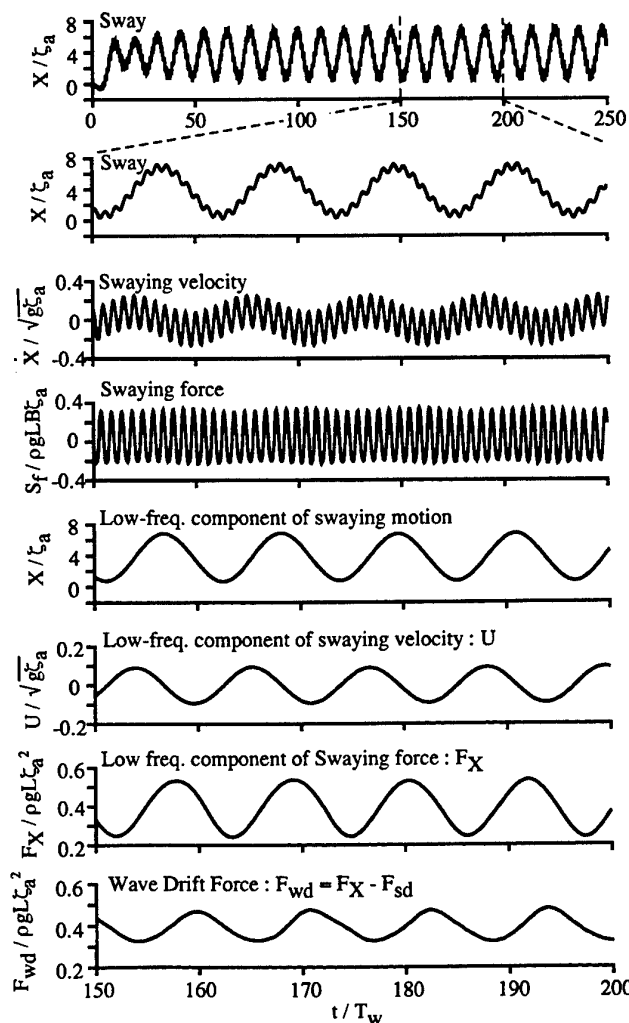 Sway
X / ζa
8
4
0
0 50 100 150 200 250
Sway
X / ζa
8
4
0
Swaying velocity
Ẋ / √gζa
0.4
0
-0.4
Swaying force
Sf / ρgLBζa
0.4
0
-0.4
Low-freq. component of swaying motion
X / ζa
8
4
0
Low-freq. component of swaying velocity : U
U / √gζa
0.2
0
-0.2
Low freq. component of Swaying force : FX
FX / ρgLζa²
0.6
0.4
0.2
Wave Drift Force : Fwd = FX - Fsd
Fwd / ρgLζa²
0.6
0.4
0.2
150 160 170 180 190 200
t / Tw